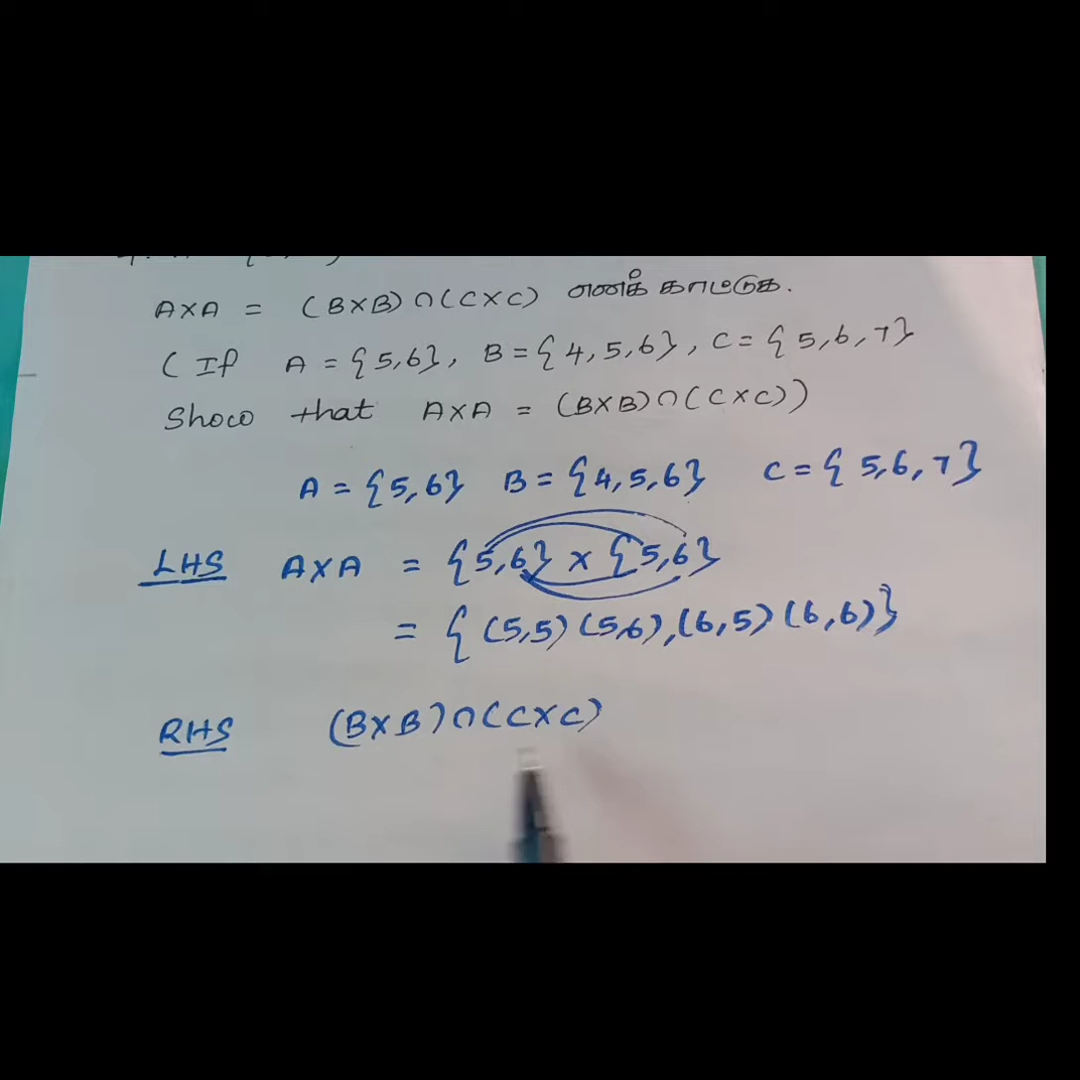 A×A = (B×B)∩(C×C) எனக் காட்டுக.
(If A = {5,6}, B = {4,5,6}, C = {5,6,7}
Show that A×A = (B×B)∩(C×C))
A = {5,6} B = {4,5,6} C = {5,6,7}
LHS A×A = {5,6} × {5,6}
= {(5,5) (5,6), (6,5) (6,6)}
RHS (B×B)∩(C×C)